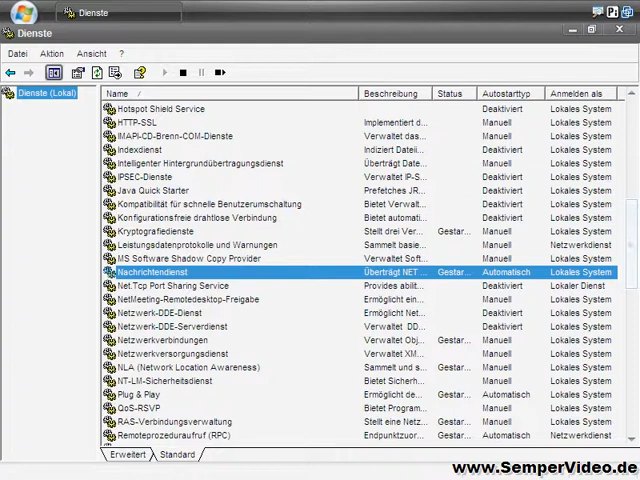 Dienste
Dienste
Datei Aktion Ansicht ?
Dienste (Lokal)
Name Beschreibung Status Autostarttyp Anmelden als
Hotspot Shield Service Deaktiviert Lokales System
HTTP-SSL Implementiert d... Manuell Lokales System
IMAPI-CD-Brenn-COM-Dienste Verwaltet das... Manuell Lokales System
Indexdienst Indiziert Dateii... Deaktiviert Lokales System
Intelligenter Hintergrundübertragungsdienst Überträgt Date... Manuell Lokales System
IPSEC-Dienste Verwaltet IP-S... Deaktiviert Lokales System
Java Quick Starter Prefetches JR... Deaktiviert Lokales System
Kompatibilität für schnelle Benutzerumschaltung Bietet Verwalt... Deaktiviert Lokales System
Konfigurationsfreie drahtlose Verbindung Bietet automati... Deaktiviert Lokales System
Kryptografiedienste Stellt drei Ver... Gestar... Manuell Lokales System
Leistungsdatenprotokolle und Warnungen Sammelt basie... Manuell Netzwerkdienst
MS Software Shadow Copy Provider Verwaltet Soft... Manuell Lokales System
Nachrichtendienst Überträgt NET ... Gestar... Automatisch Lokales System
Net.Tcp Port Sharing Service Provides abilit... Deaktiviert Lokaler Dienst
NetMeeting-Remotedesktop-Freigabe Ermöglicht ein... Manuell Lokales System
Netzwerk-DDE-Dienst Ermöglicht Net... Deaktiviert Lokales System
Netzwerk-DDE-Serverdienst Verwaltet DD... Deaktiviert Lokales System
Netzwerkverbindungen Verwaltet Obj... Gestar... Manuell Lokales System
Netzwerkversorgungsdienst Verwaltet XM... Manuell Lokales System
NLA (Network Location Awareness) Sammelt und s... Gestar... Manuell Lokales System
NT-LM-Sicherheitsdienst Bietet Sicherh... Manuell Lokales System
Plug & Play Ermöglicht de... Gestar... Automatisch Lokales System
QoS-RSVP Bietet Program... Manuell Lokales System
RAS-Verbindungsverwaltung Stellt eine Netz... Gestar... Manuell Lokales System
Remoteprozeduraufruf (RPC) Endpunktzuor... Gestar... Automatisch Netzwerkdienst
Erweitert Standard
www.SemperVideo.de